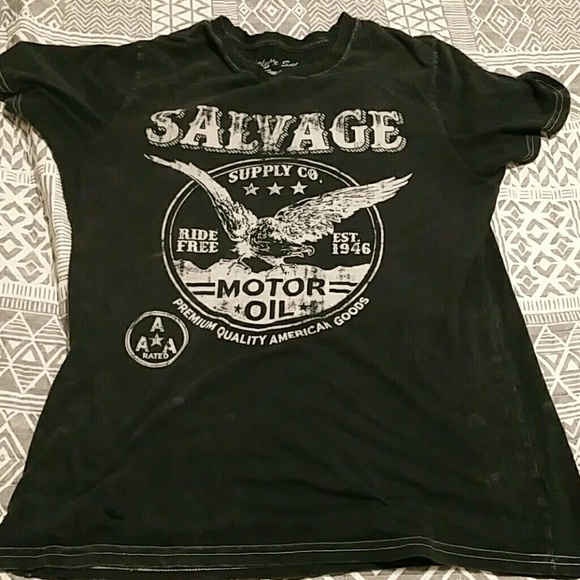 SALVAGE
SUPPLY CO.
RIDE FREE
EST. 1946
MOTOR
OIL
PREMIUM QUALITY AMERICAN GOODS
A
A A
RATED